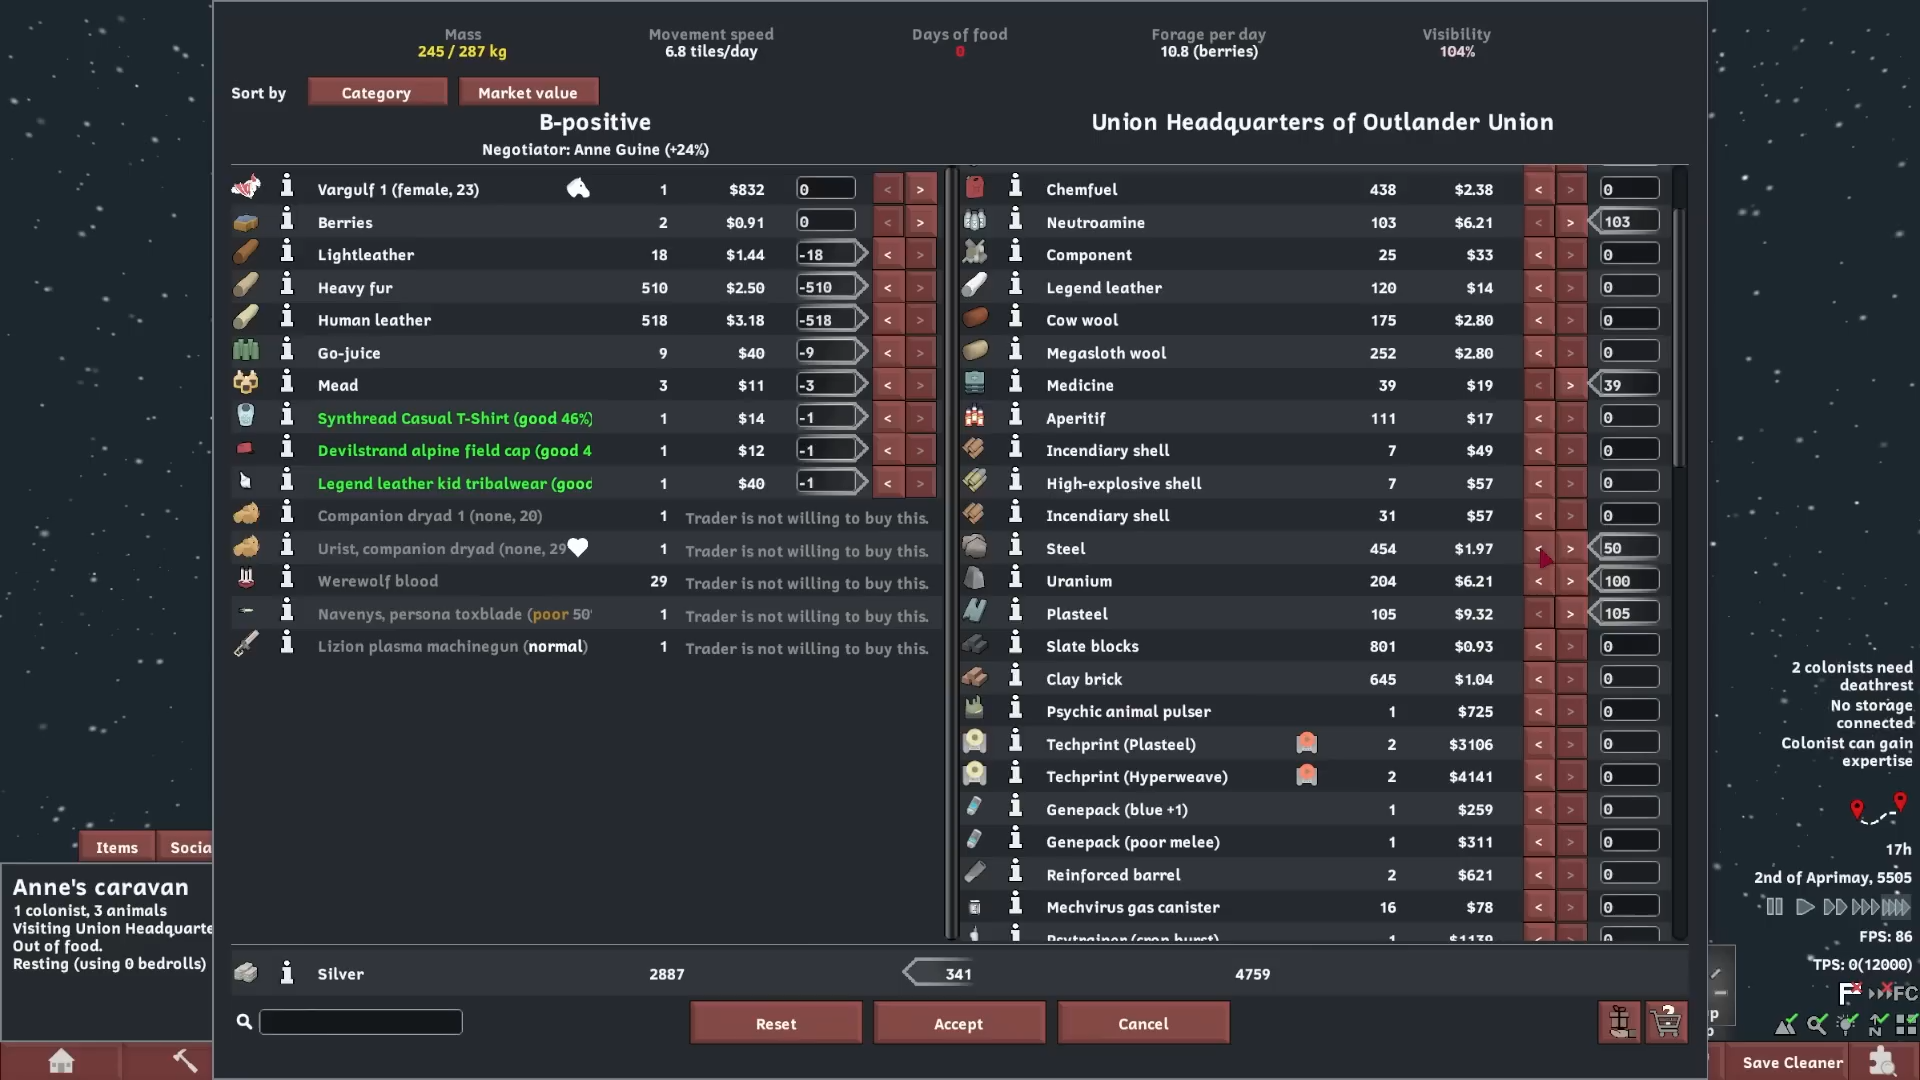 Mass
245 / 287 kg
Movement speed
6.8 tiles/day
Days of food
0
Forage per day
10.8 (berries)
Visibility
104%
Sort by
Category
Market value
B-positive
Negotiator: Anne Guine (+24%)
Union Headquarters of Outlander Union
Vargulf 1 (female, 23) 1 $832 0 < >
Berries 2 $0.91 0 < >
Lightleather 18 $1.44 -18 < >
Heavy fur 510 $2.50 -510 < >
Human leather 518 $3.18 -518 < >
Go-juice 9 $40 -9 < >
Mead 3 $11 -3 < >
Synthread Casual T-Shirt (good 46%) 1 $14 -1 < >
Devilstrand alpine field cap (good 4 1 $12 -1 < >
Legend leather kid tribalwear (good 1 $40 -1 < >
Companion dryad 1 (none, 20) 1 Trader is not willing to buy this.
Urist, companion dryad (none, 29 1 Trader is not willing to buy this.
Werewolf blood 29 Trader is not willing to buy this.
Navenys, persona toxblade (poor 50 1 Trader is not willing to buy this.
Lizion plasma machinegun (normal) 1 Trader is not willing to buy this.
Chemfuel 438 $2.38 < > 0
Neutroamine 103 $6.21 < > 103
Component 25 $33 < > 0
Legend leather 120 $14 < > 0
Cow wool 175 $2.80 < > 0
Megasloth wool 252 $2.80 < > 0
Medicine 39 $19 < > 39
Aperitif 111 $17 < > 0
Incendiary shell 7 $49 < > 0
High-explosive shell 7 $57 < > 0
Incendiary shell 31 $57 < > 0
Steel 454 $1.97 < > 50
Uranium 204 $6.21 < > 100
Plasteel 105 $9.32 < > 105
Slate blocks 801 $0.93 < > 0
Clay brick 645 $1.04 < > 0
Psychic animal pulser 1 $725 < > 0
Techprint (Plasteel) 2 $3106 < > 0
Techprint (Hyperweave) 2 $4141 < > 0
Genepack (blue +1) 1 $259 < > 0
Genepack (poor melee) 1 $311 < > 0
Reinforced barrel 2 $621 < > 0
Mechvirus gas canister 16 $78 < > 0
Psytrainer (crop burst) 1 $1139 0
Silver 2887 341 4759
Reset
Accept
Cancel
Items
Socia
Anne's caravan
1 colonist, 3 animals
Visiting Union Headquarte
Out of food.
Resting (using 0 bedrolls)
2 colonists need
deathrest
No storage
connected
Colonist can gain
expertise
17h
2nd of Aprimay, 5505
FPS: 86
TPS: 0(12000)
F FC
N
Save Cleaner